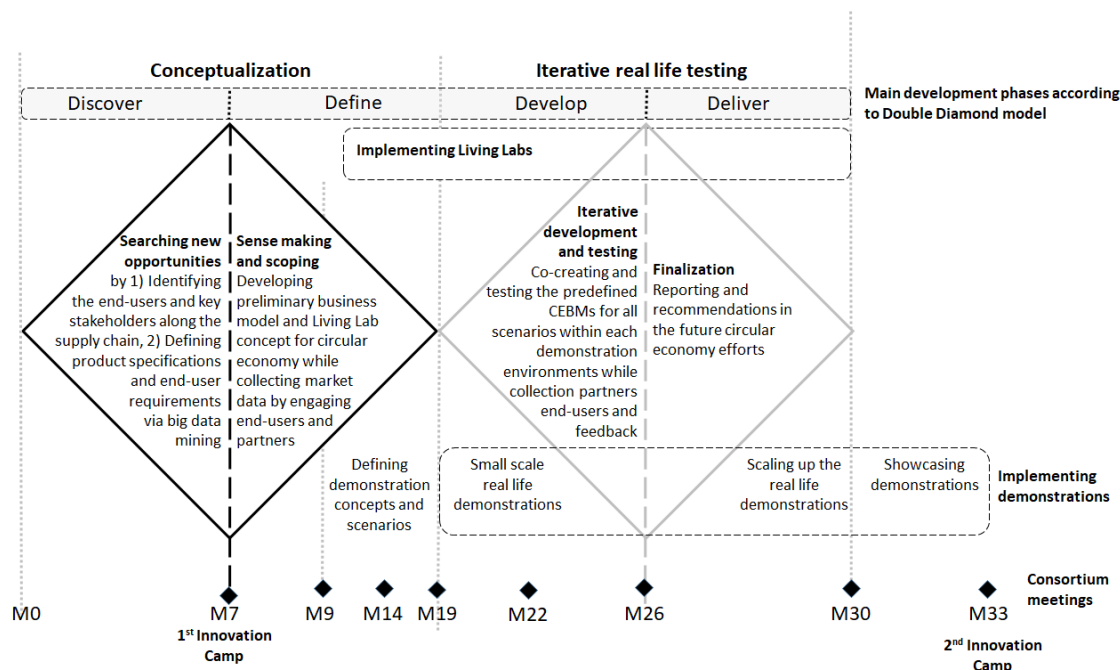 Conceptualization
Iterative real life testing
Discover
Define
Develop
Deliver
Main development phases according
to Double Diamond model
Implementing Living Labs
Searching new
opportunities
by 1) Identifying
the end-users and key
stakeholders along the
supply chain, 2) Defining
product specifications
and end-user
requirements
via big data
mining
Sense making
and scoping
Developing
preliminary business
model and Living Lab
concept for circular
economy while
collecting market
data by engaging
end-users and
partners
Iterative
development
and testing
Co-creating and
testing the predefined
CEBMs for all
scenarios within each
demonstration
environments while
collection partners
end-users and
feedback
Finalization
Reporting and
recommendations in
the future circular
economy efforts
Defining
demonstration
concepts and
scenarios
Small scale
real life
demonstrations
Scaling up the
real life
demonstrations
Showcasing
demonstrations
Implementing
demonstrations
Consortium
meetings
M0
M7
M9
M14
M19
M22
M26
M30
M33
1st Innovation
Camp
2nd Innovation
Camp